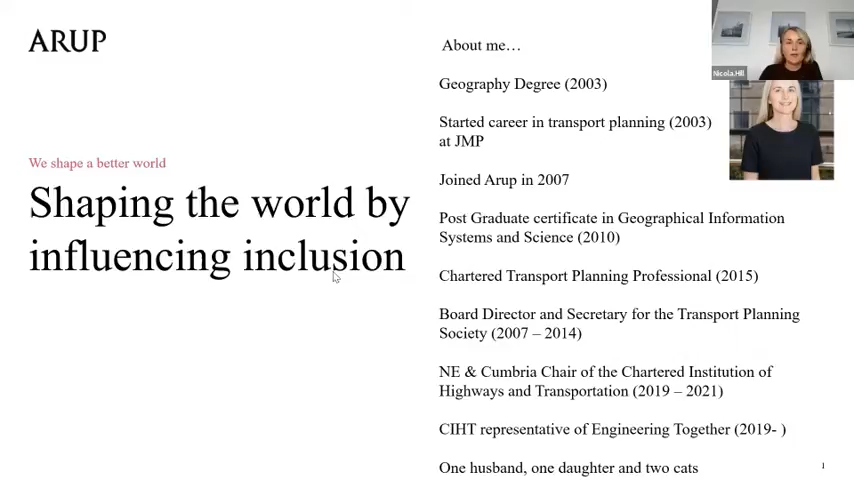 ARUP
We shape a better world
Shaping the world by
influencing inclusion
About me…
Geography Degree (2003)
Started career in transport planning (2003)
at JMP
Joined Arup in 2007
Post Graduate certificate in Geographical Information
Systems and Science (2010)
Chartered Transport Planning Professional (2015)
Board Director and Secretary for the Transport Planning
Society (2007 – 2014)
NE & Cumbria Chair of the Chartered Institution of
Highways and Transportation (2019 – 2021)
CIHT representative of Engineering Together (2019- )
One husband, one daughter and two cats
Nicola.Hill
1